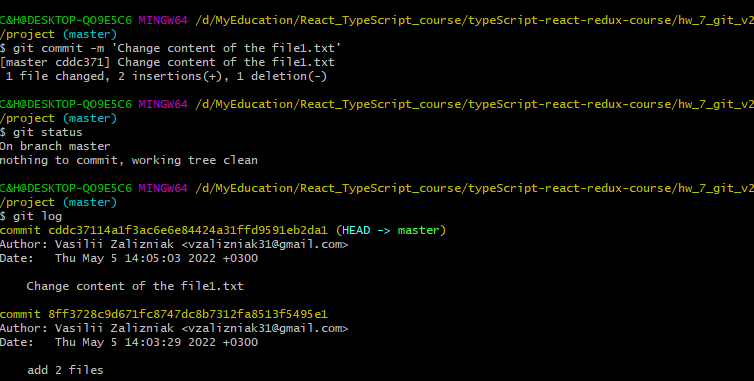 C&H@DESKTOP-QO9E5C6 MINGW64 /d/MyEducation/React_TypeScript_course/typeScript-react-redux-course/hw_7_git_v2
/project (master)
$ git commit -m 'Change content of the file1.txt'
[master cddc371] Change content of the file1.txt
 1 file changed, 2 insertions(+), 1 deletion(-)
C&H@DESKTOP-QO9E5C6 MINGW64 /d/MyEducation/React_TypeScript_course/typeScript-react-redux-course/hw_7_git_v2
/project (master)
$ git status
On branch master
nothing to commit, working tree clean
C&H@DESKTOP-QO9E5C6 MINGW64 /d/MyEducation/React_TypeScript_course/typeScript-react-redux-course/hw_7_git_v2
/project (master)
$ git log
commit cddc37114a1f3ac6e6e84424a31ffd9591eb2da1 (HEAD -> master)
Author: Vasilii Zalizniak <vzalizniak31@gmail.com>
Date:   Thu May 5 14:05:03 2022 +0300
    Change content of the file1.txt
commit 8ff3728c9d671fc8747dc8b7312fa8513f5495e1
Author: Vasilii Zalizniak <vzalizniak31@gmail.com>
Date:   Thu May 5 14:03:29 2022 +0300
    add 2 files